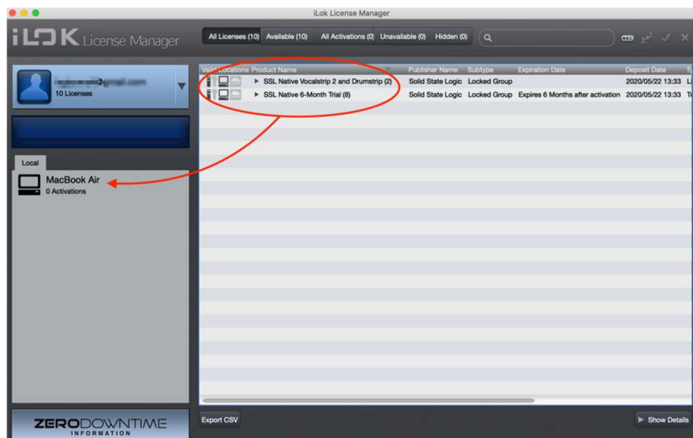 iLok License Manager
iLOK License Manager
All Licenses (10) Available (10) All Activations (0) Unavailable (0) Hidden (0)
10 Licenses
Valid Locations Product Name Publisher Name Subtype Expiration Date Deposit Date
SSL Native Vocalstrip 2 and Drumstrip (2) Solid State Logic Locked Group 2020/05/22 13:33
SSL Native 6-Month Trial (8) Solid State Logic Locked Group Expires 6 Months after activation 2020/05/22 13:33
Local
MacBook Air
0 Activations
ZERODOWNTIME
INFORMATION
Export CSV
Show Details